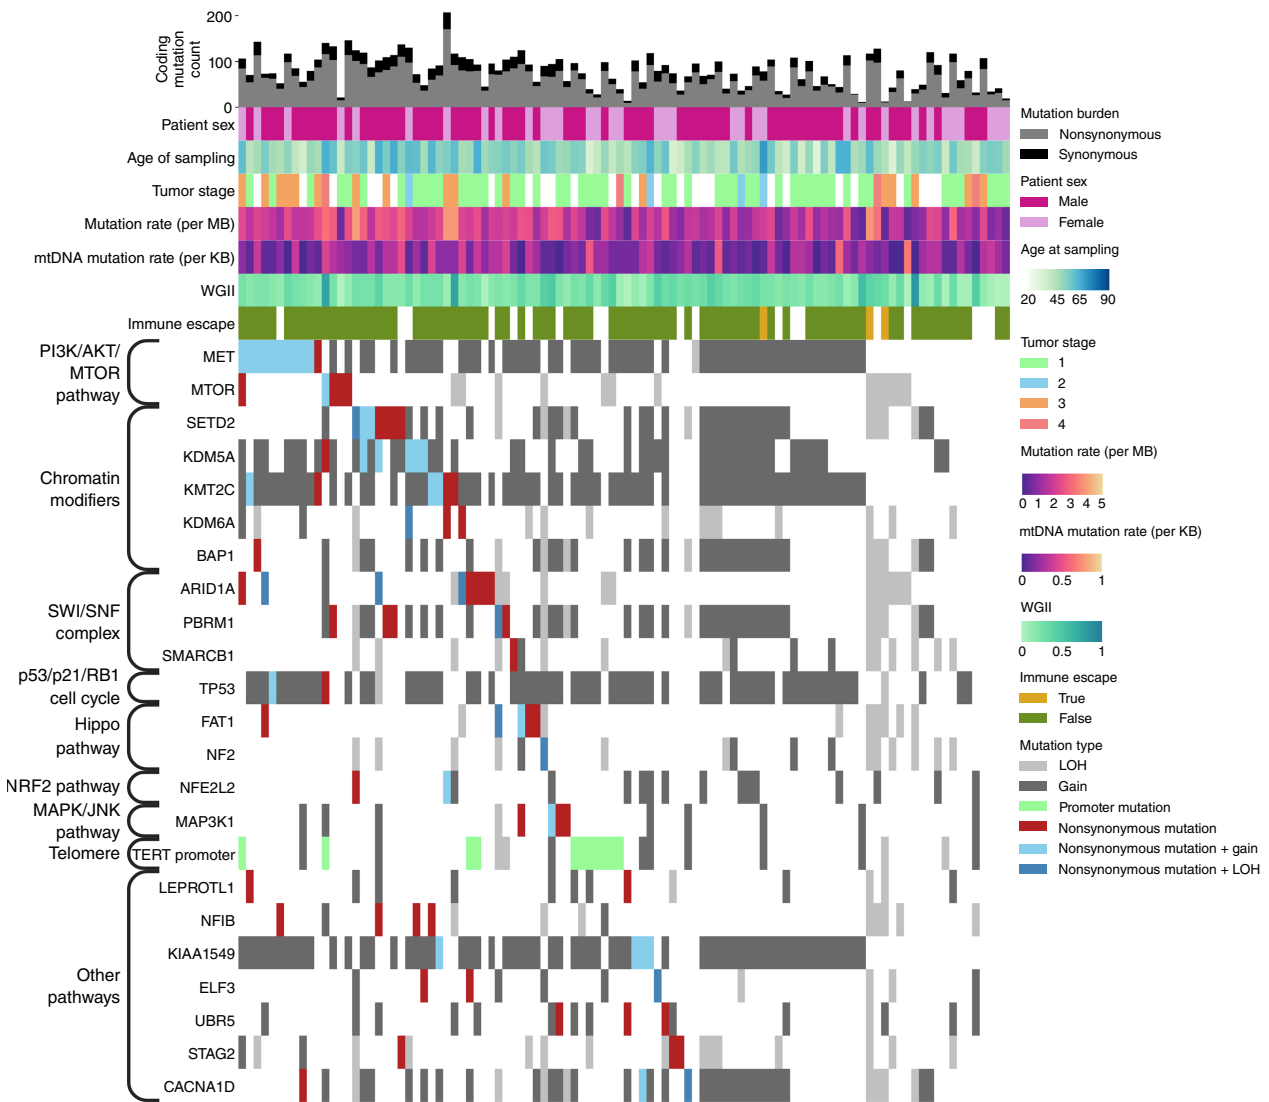 200
100
0
Coding
mutation
count
Patient sex
Age of sampling
Tumor stage
Mutation rate (per MB)
mtDNA mutation rate (per KB)
WGII
Immune escape
PI3K/AKT/
MTOR
pathway
MET
MTOR
Chromatin
modifiers
SETD2
KDM5A
KMT2C
KDM6A
BAP1
SWI/SNF
complex
ARID1A
PBRM1
SMARCB1
p53/p21/RB1
cell cycle
TP53
Hippo
pathway
FAT1
NF2
NRF2 pathway
NFE2L2
MAPK/JNK
pathway
MAP3K1
Telomere
TERT promoter
Other
pathways
LEPROTL1
NFIB
KIAA1549
ELF3
UBR5
STAG2
CACNA1D
Mutation burden
Nonsynonymous
Synonymous
Patient sex
Male
Female
Age at sampling
20 45 65 90
Tumor stage
1
2
3
4
Mutation rate (per MB)
0 1 2 3 4 5
mtDNA mutation rate (per KB)
0 0.5 1
WGII
0 0.5 1
Immune escape
True
False
Mutation type
LOH
Gain
Promoter mutation
Nonsynonymous mutation
Nonsynonymous mutation + gain
Nonsynonymous mutation + LOH